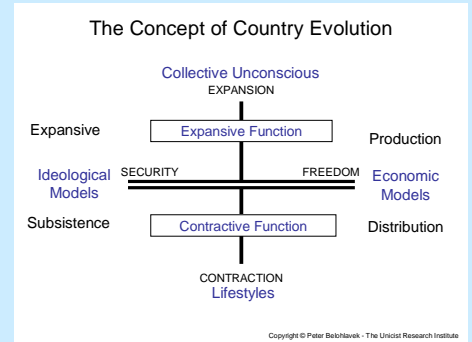 The Concept of Country Evolution
Collective Unconscious
EXPANSION
Expansive
Expansive Function
Production
Ideological
Models
SECURITY
FREEDOM
Economic
Models
Subsistence
Contractive Function
Distribution
CONTRACTION
Lifestyles
Copyright © Peter Belohlavek - The Unicist Research Institute